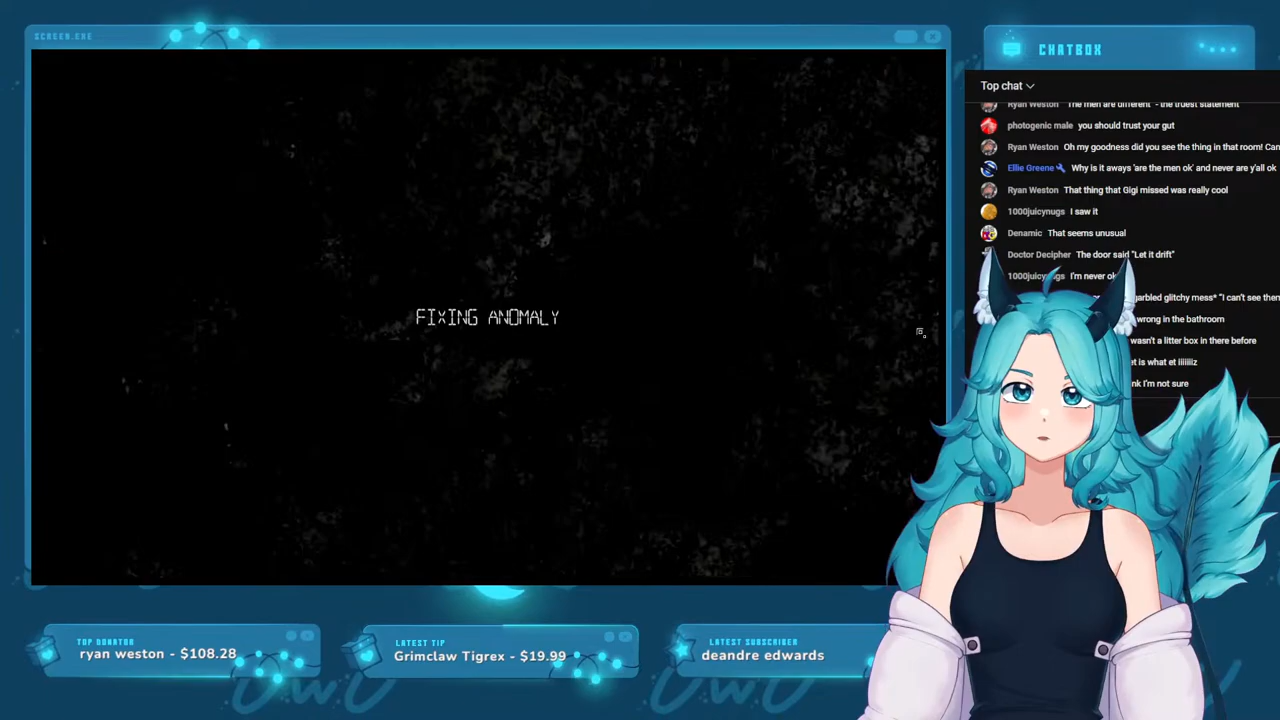 SCREEN.EXE
FIXING ANOMALY
CHATBOX
Top chat
Ryan Weston The men are different - the truest statement
photogenic male you should trust your gut
Ryan Weston Oh my goodness did you see the thing in that room! Can
Ellie Greene Why is it aways 'are the men ok' and never are y'all ok
Ryan Weston That thing that Gigi missed was really cool
1000juicynugs I saw it
Denamic That seems unusual
Doctor Decipher The door said "Let it drift"
I'm never
garbled glitchy mess* "I can't see them
wrong in the bathroom
wasn't a litter box in there before
et is what et iiiiiiz
I'm not sure
TOP DONATOR
ryan weston - $108.28
LATEST TIP
Grimclaw Tigrex - $19.99
LATEST SUBSCRIBER
deandre edwards
OwO
OwO